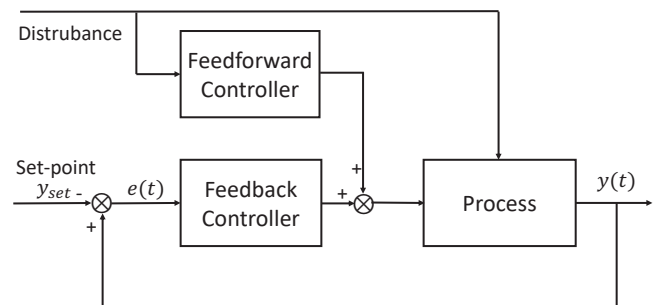 Distrubance
Feedforward
Controller
Set-point
y_set -
+
e(t)
Feedback
Controller
+
+
Process
y(t)